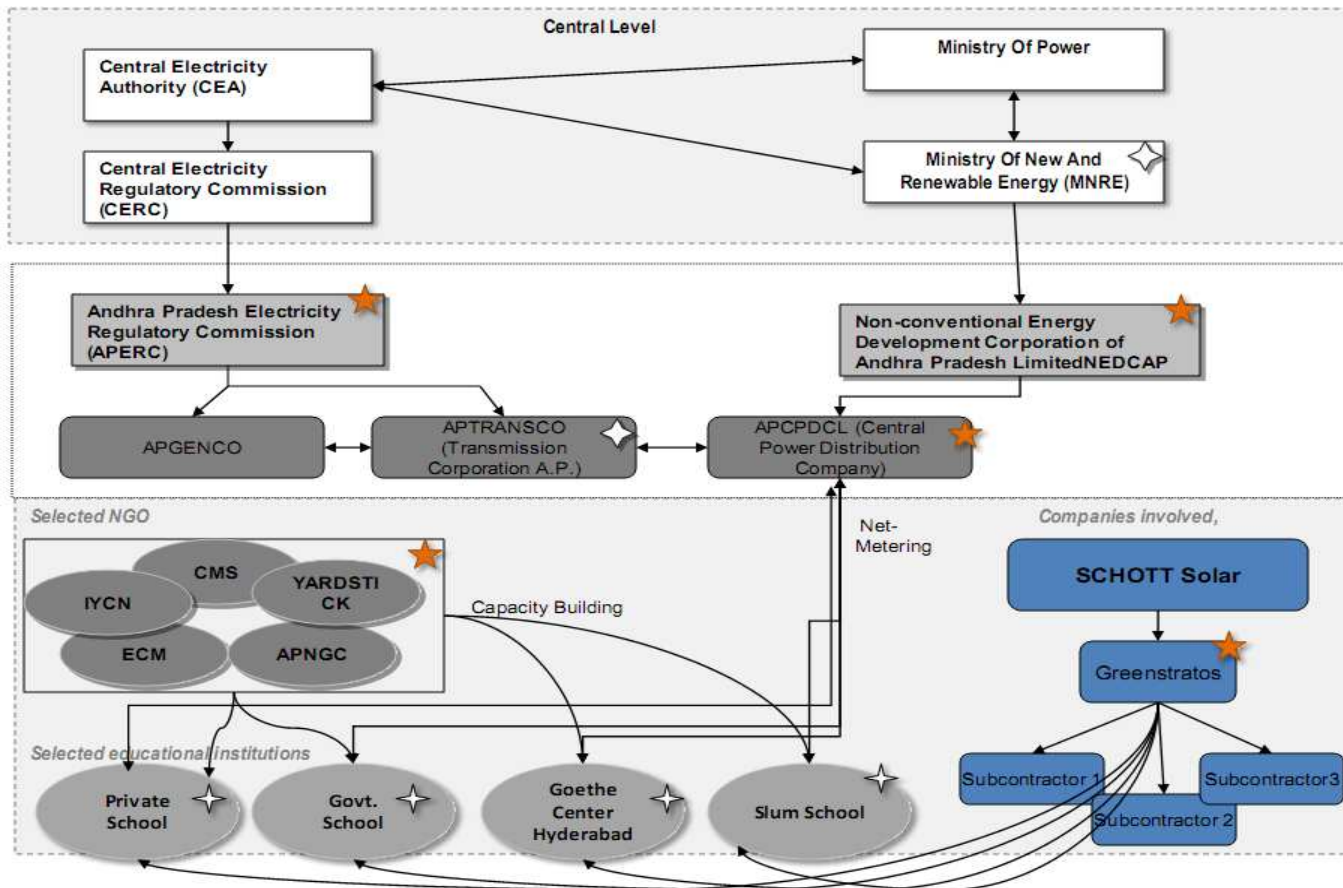 Central Level
Central Electricity
Authority (CEA)
Ministry Of Power
Central Electricity
Regulatory Commission
(CERC)
Ministry Of New And
Renewable Energy (MNRE)
Andhra Pradesh Electricity
Regulatory Commission
(APERC)
Non-conventional Energy
Development Corporation of
Andhra Pradesh LimitedNEDCAP
APGENCO
APTRANSCO
(Transmission
Corporation A.P.)
APCPDCL (Central
Power Distribution
Company)
Selected NGO
CMS
IYCN
YARDSTI
CK
ECM
APNGC
Capacity Building
Net-
Metering
Companies involved,
SCHOTT Solar
Greenstratos
Subcontractor 1
Subcontractor 2
Subcontractor3
Selected educational institutions
Private
School
Govt.
School
Goethe
Center
Hyderabad
Slum School